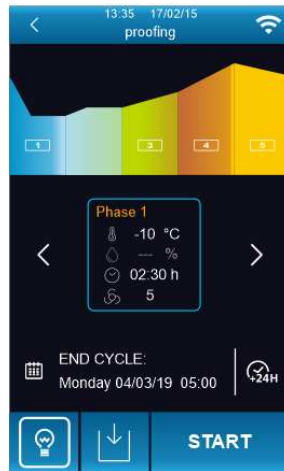 13:35 17/02/15
proofing
1 3 4 5
Phase 1
-10 °C
--- %
02:30 h
5
END CYCLE:
Monday 04/03/19 05:00
+24H
START